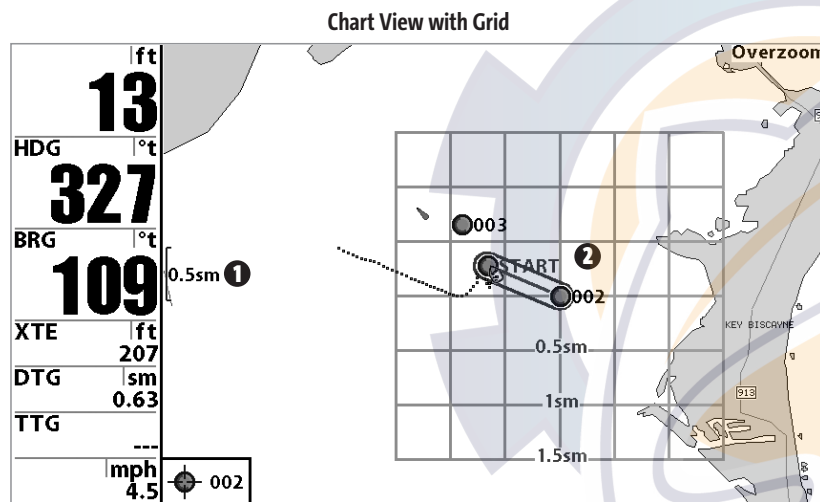 Chart View with Grid
ft
13
HDG °t
327
BRG °t
109
XTE ft
207
DTG sm
0.63
TTG
---
mph
4.5
0.5sm 1
Overzoom
003
START 2
002
0.5sm
1sm
1.5sm
KEY BISCAYNE
913
002